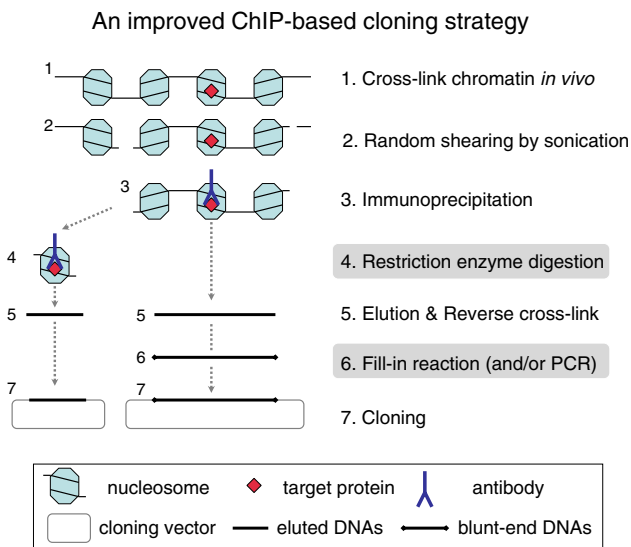 An improved ChIP-based cloning strategy
1
1. Cross-link chromatin in vivo
2
2. Random shearing by sonication
3
3. Immunoprecipitation
4
4. Restriction enzyme digestion
5
5
5. Elution & Reverse cross-link
6
6. Fill-in reaction (and/or PCR)
7
7
7. Cloning
nucleosome
target protein
antibody
cloning vector
eluted DNAs
blunt-end DNAs